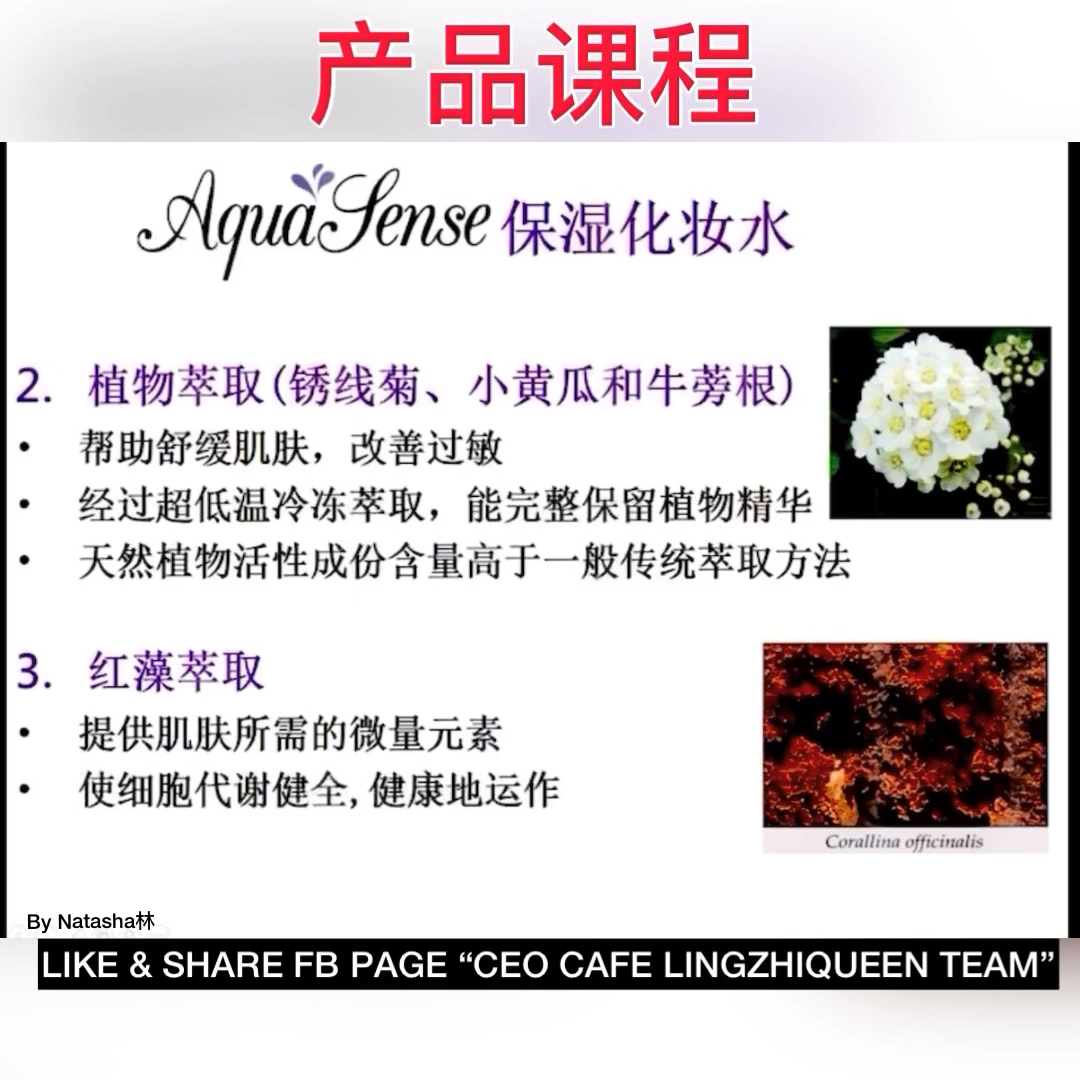 产品课程
AquaSense 保湿化妆水
2. 植物萃取(锈线菊、小黄瓜和牛蒡根)
• 帮助舒缓肌肤，改善过敏
• 经过超低温冷冻萃取，能完整保留植物精华
• 天然植物活性成份含量高于一般传统萃取方法
3. 红藻萃取
• 提供肌肤所需的微量元素
• 使细胞代谢健全,健康地运作
Corallina officinalis
By Natasha林
LIKE & SHARE FB PAGE “CEO CAFE LINGZHIQUEEN TEAM”